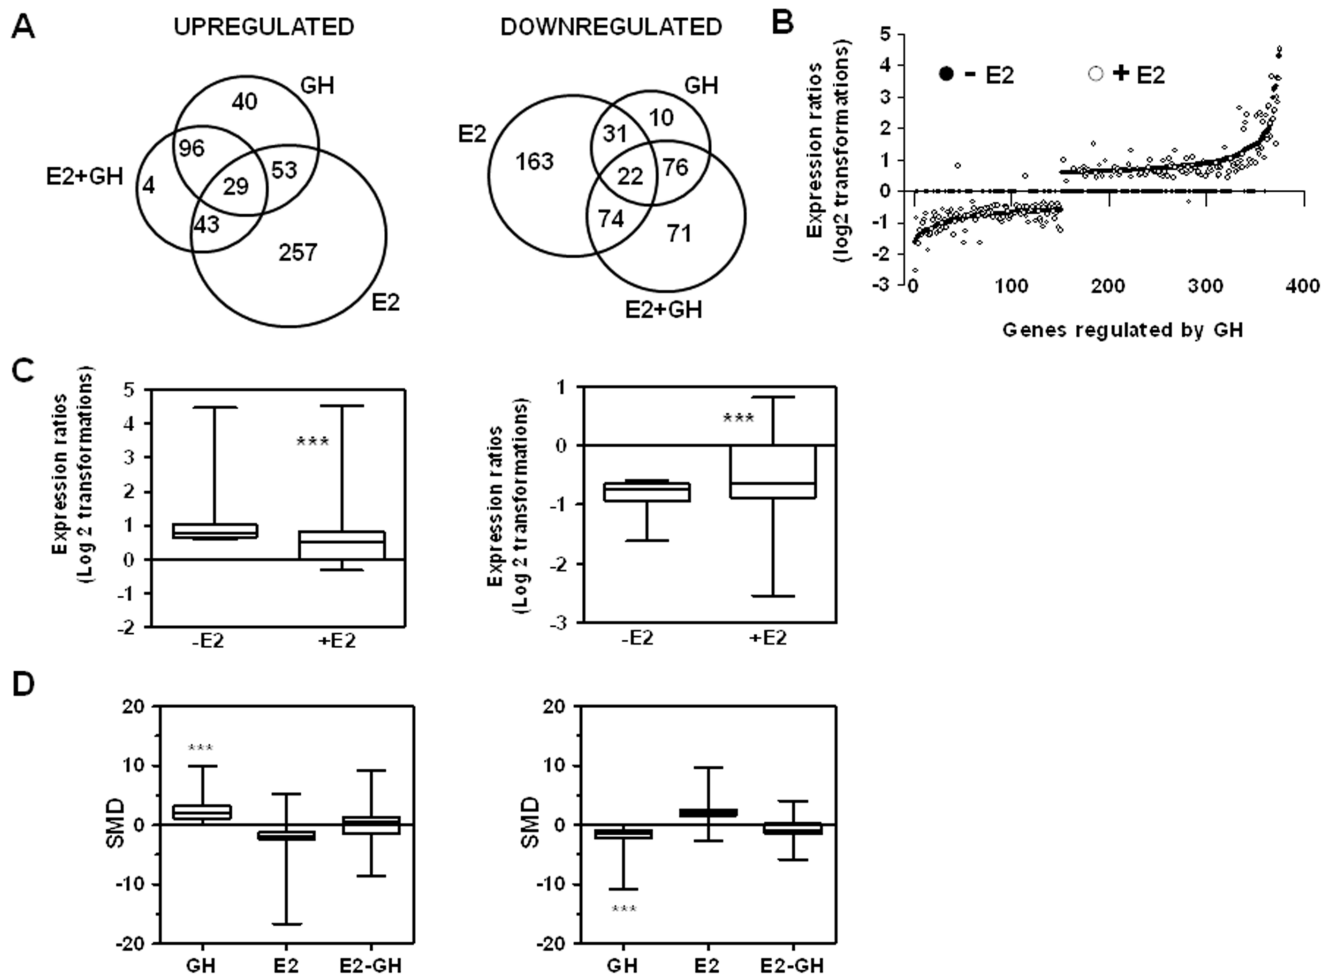 A
UPREGULATED
GH
40
96
53
E2+GH
4
29
43
257
E2
DOWNREGULATED
GH
E2
31
10
163
22
76
74
71
E2+GH
B
Expression ratios
(log2 transformations)
5
4
3
2
1
0
-1
-2
-3
- E2
+ E2
0
100
200
300
400
Genes regulated by GH
C
Expression ratios
(Log 2 transformations)
5
4
3
2
1
0
-1
-2
***
-E2
+E2
Expression ratios
(Log 2 transformations)
1
0
-1
-2
-3
***
-E2
+E2
D
SMD
20
10
0
-10
-20
***
GH
E2
E2-GH
SMD
20
10
0
-10
-20
***
GH
E2
E2-GH